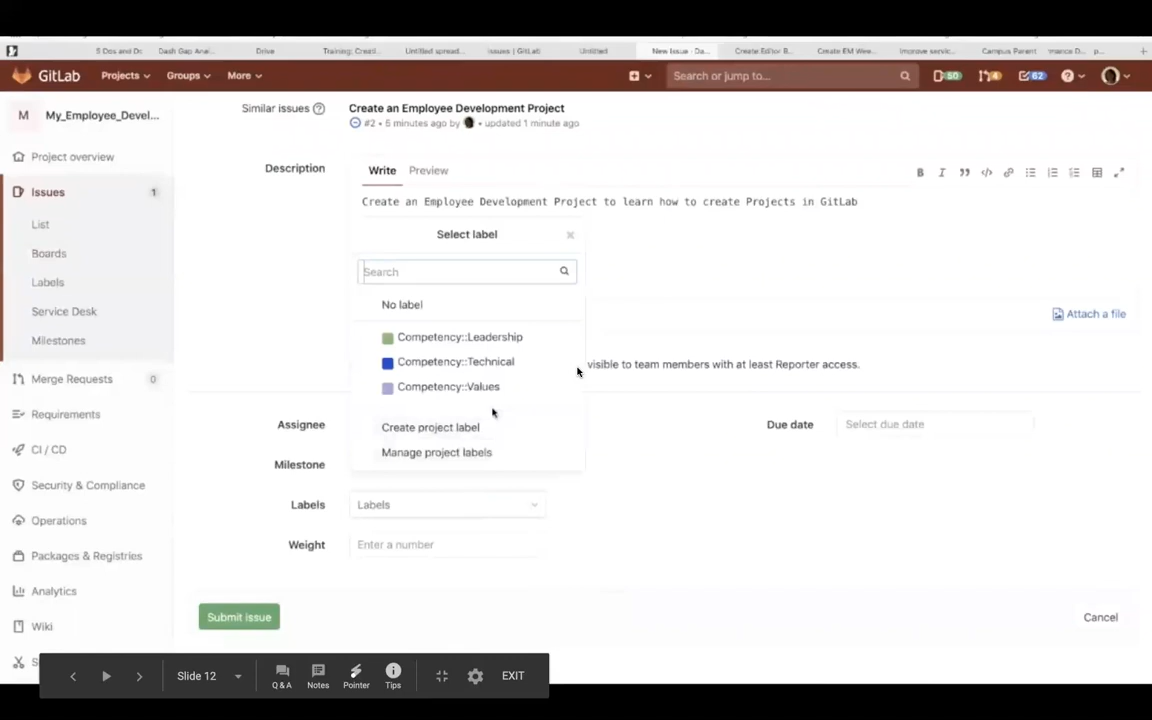 5 Dos and Do
Dash Gap Anal...
Drive
Training: Creati...
Untitled spread...
Issues | GitLab
Untitled
New Issue · Da...
Create Editor B...
Create EM Wee...
Improve servic...
Campus Parent
mance D...
p...
GitLab
Projects
Groups
More
Search or jump to...
50
4
62
M My_Employee_Devel...
Project overview
Issues 1
List
Boards
Labels
Service Desk
Milestones
Merge Requests 0
Requirements
CI / CD
Security & Compliance
Operations
Packages & Registries
Analytics
Wiki
Similar issues
Create an Employee Development Project
#2 • 5 minutes ago by • updated 1 minute ago
Description
Write Preview
Create an Employee Development Project to learn how to create Projects in GitLab
Select label
Search
No label
Competency::Leadership
Competency::Technical
Competency::Values
Create project label
Manage project labels
Attach a file
visible to team members with at least Reporter access.
Assignee
Due date Select due date
Milestone
Labels Labels
Weight Enter a number
Submit issue
Cancel
Slide 12
Q & A
Notes
Pointer
Tips
EXIT